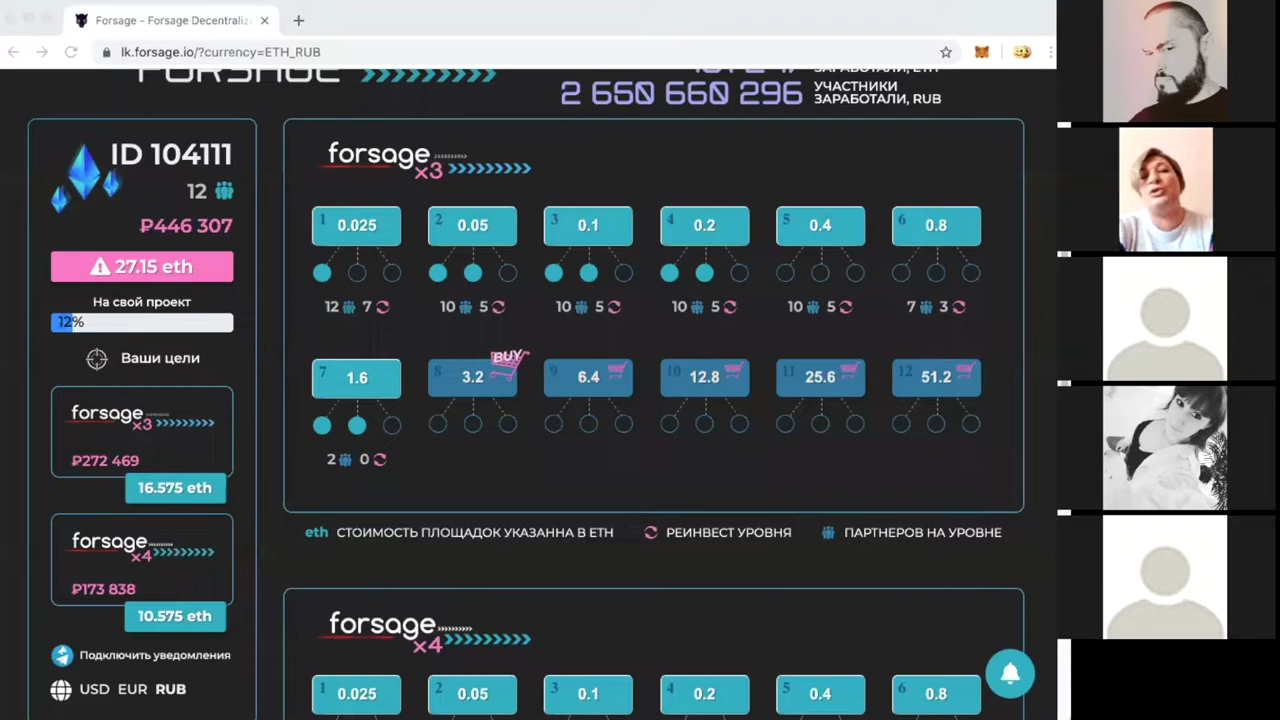 Forsage - Forsage Decentraliz
lk.forsage.io/?currency=ETH_RUB
FORSAGE
ЗАРАБОТАЛИ, ETH
2 650 660 296
УЧАСТНИКИ
ЗАРАБОТАЛИ, RUB
ID 104111
12
₽446 307
27.15 eth
На свой проект
12%
Ваши цели
forsage
x3
₽272 469
16.575 eth
forsage
x4
₽173 838
10.575 eth
Подключить уведомления
USD EUR RUB
forsage
x3
1 0.025 2 0.05 3 0.1 4 0.2 5 0.4 6 0.8
12 7 10 5 10 5 10 5 10 5 7 3
BUY
7 1.6 8 3.2 9 6.4 10 12.8 11 25.6 12 51.2
2 0
eth СТОИМОСТЬ ПЛОЩАДОК УКАЗАННА В ETH РЕИНВЕСТ УРОВНЯ ПАРТНЕРОВ НА УРОВНЕ
forsage
x4
1 0.025 2 0.05 3 0.1 4 0.2 5 0.4 6 0.8